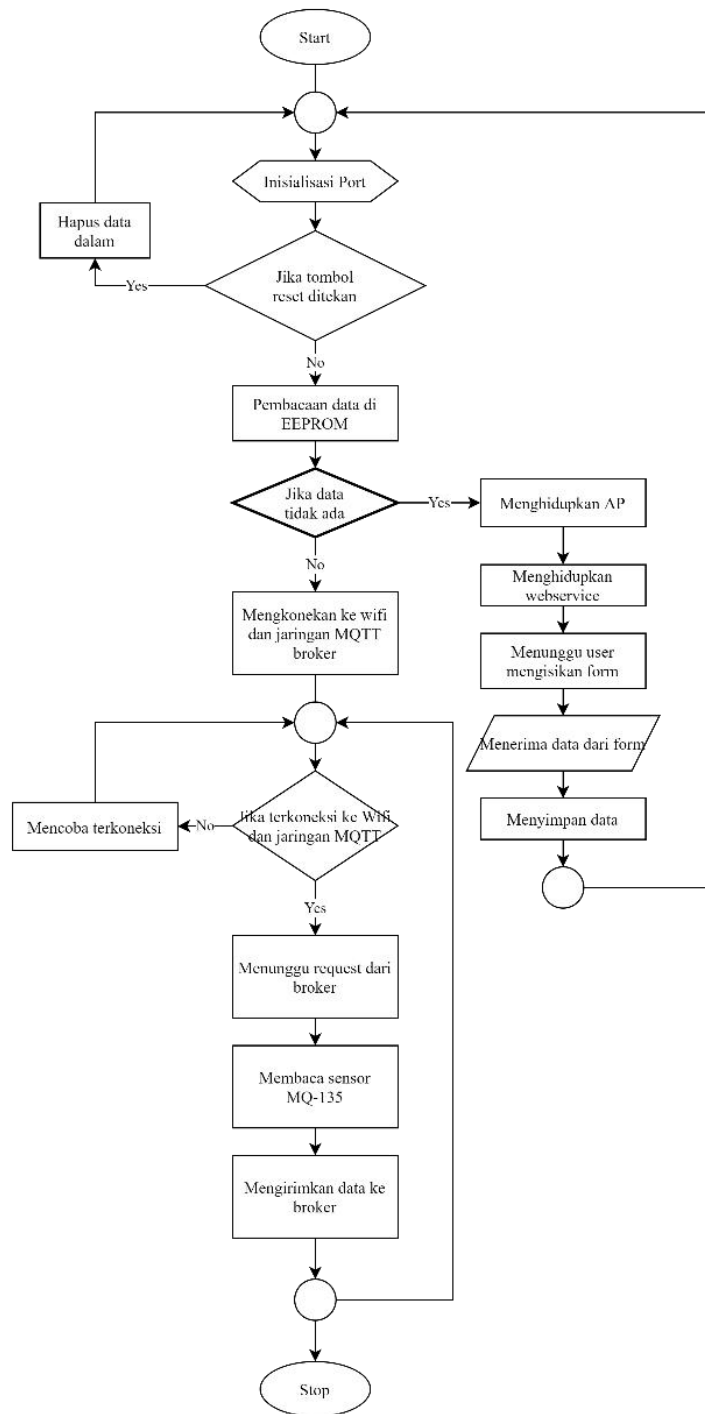 Start
Inisialisasi Port
Hapus data
dalam
Jika tombol
reset ditekan
Yes
No
Pembacaan data di
EEPROM
Jika data
tidak ada
Yes
Menghidupkan AP
No
Menghidupkan
webservice
Mengkonekan ke wifi
dan jaringan MQTT
broker
Menunggu user
mengisikan form
Menerima data dari form
Jika terkoneksi ke Wifi
dan jaringan MQTT
No
Mencoba terkoneksi
Menyimpan data
Yes
Menunggu request dari
broker
Membaca sensor
MQ-135
Mengirimkan data ke
broker
Stop